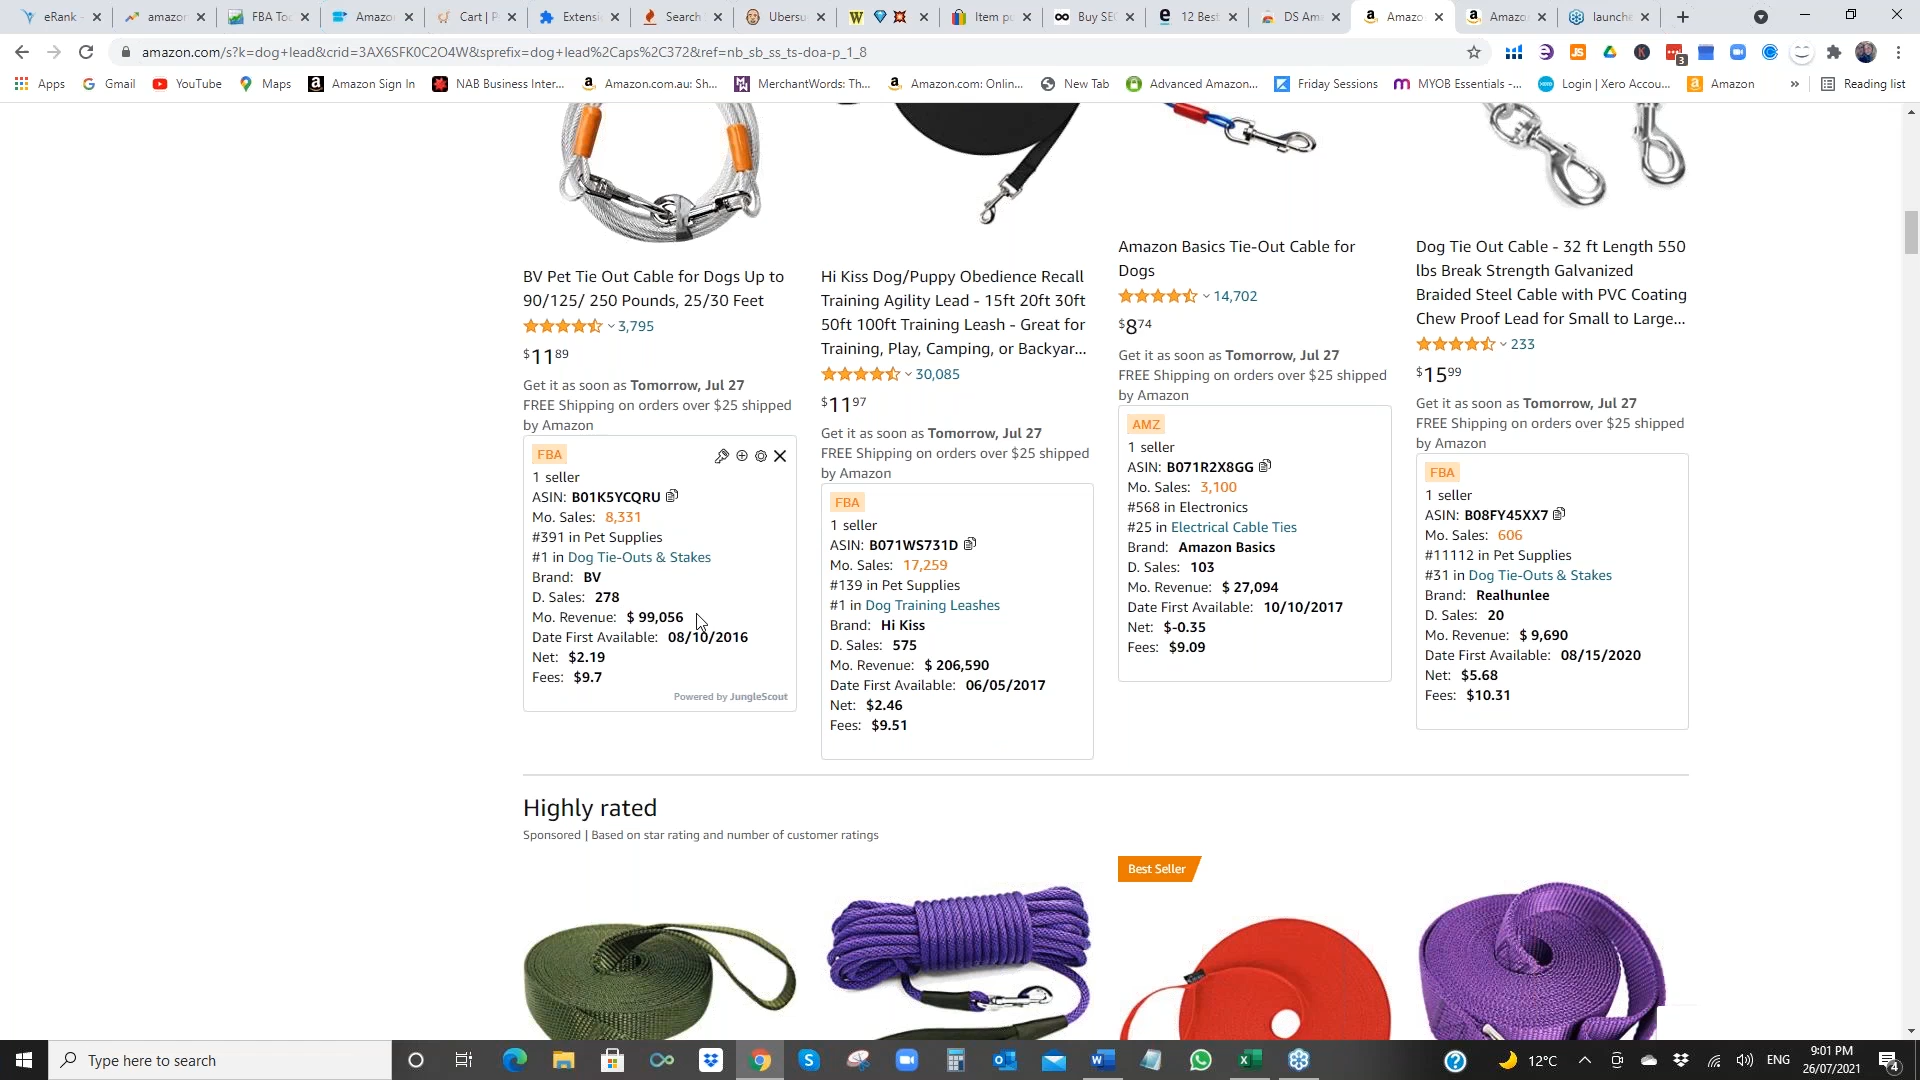 eRank -
amazor
FBA Too
Amazo
Cart | P
Extensi
Search
Ubersu
W
Item p
Buy SE
12 Best
DS Am
Amazo
Amazo
launch
amazon.com/s?k=dog+lead&crid=3AX6SFK0C2O4W&sprefix=dog+lead%2Caps%2C372&ref=nb_sb_ss_ts-doa-p_1_8
Apps
Gmail
YouTube
Maps
Amazon Sign In
NAB Business Inter...
Amazon.com.au: Sh...
MerchantWords: Th...
Amazon.com: Onlin...
New Tab
Advanced Amazon...
Friday Sessions
MYOB Essentials -...
Login | Xero Accou...
Amazon
»
Reading list
BV Pet Tie Out Cable for Dogs Up to
90/125/ 250 Pounds, 25/30 Feet
3,795
$11 89
Get it as soon as Tomorrow, Jul 27
FREE Shipping on orders over $25 shipped
by Amazon
FBA
1 seller
ASIN: B01K5YCQRU
Mo. Sales: 8,331
#391 in Pet Supplies
#1 in Dog Tie-Outs & Stakes
Brand: BV
D. Sales: 278
Mo. Revenue: $ 99,056
Date First Available: 08/10/2016
Net: $2.19
Fees: $9.7
Powered by JungleScout
Hi Kiss Dog/Puppy Obedience Recall
Training Agility Lead - 15ft 20ft 30ft
50ft 100ft Training Leash - Great for
Training, Play, Camping, or Backyar...
30,085
$11 97
Get it as soon as Tomorrow, Jul 27
FREE Shipping on orders over $25 shipped
by Amazon
FBA
1 seller
ASIN: B071WS731D
Mo. Sales: 17,259
#139 in Pet Supplies
#1 in Dog Training Leashes
Brand: Hi Kiss
D. Sales: 575
Mo. Revenue: $ 206,590
Date First Available: 06/05/2017
Net: $2.46
Fees: $9.51
Amazon Basics Tie-Out Cable for
Dogs
14,702
$8 74
Get it as soon as Tomorrow, Jul 27
FREE Shipping on orders over $25 shipped
by Amazon
AMZ
1 seller
ASIN: B071R2X8GG
Mo. Sales: 3,100
#568 in Electronics
#25 in Electrical Cable Ties
Brand: Amazon Basics
D. Sales: 103
Mo. Revenue: $ 27,094
Date First Available: 10/10/2017
Net: $-0.35
Fees: $9.09
Dog Tie Out Cable - 32 ft Length 550
lbs Break Strength Galvanized
Braided Steel Cable with PVC Coating
Chew Proof Lead for Small to Large...
233
$15 99
Get it as soon as Tomorrow, Jul 27
FREE Shipping on orders over $25 shipped
by Amazon
FBA
1 seller
ASIN: B08FY45XX7
Mo. Sales: 606
#11112 in Pet Supplies
#31 in Dog Tie-Outs & Stakes
Brand: Realhunlee
D. Sales: 20
Mo. Revenue: $ 9,690
Date First Available: 08/15/2020
Net: $5.68
Fees: $10.31
Highly rated
Sponsored | Based on star rating and number of customer ratings
Best Seller
Type here to search
12°C
ENG
9:01 PM
26/07/2021
4